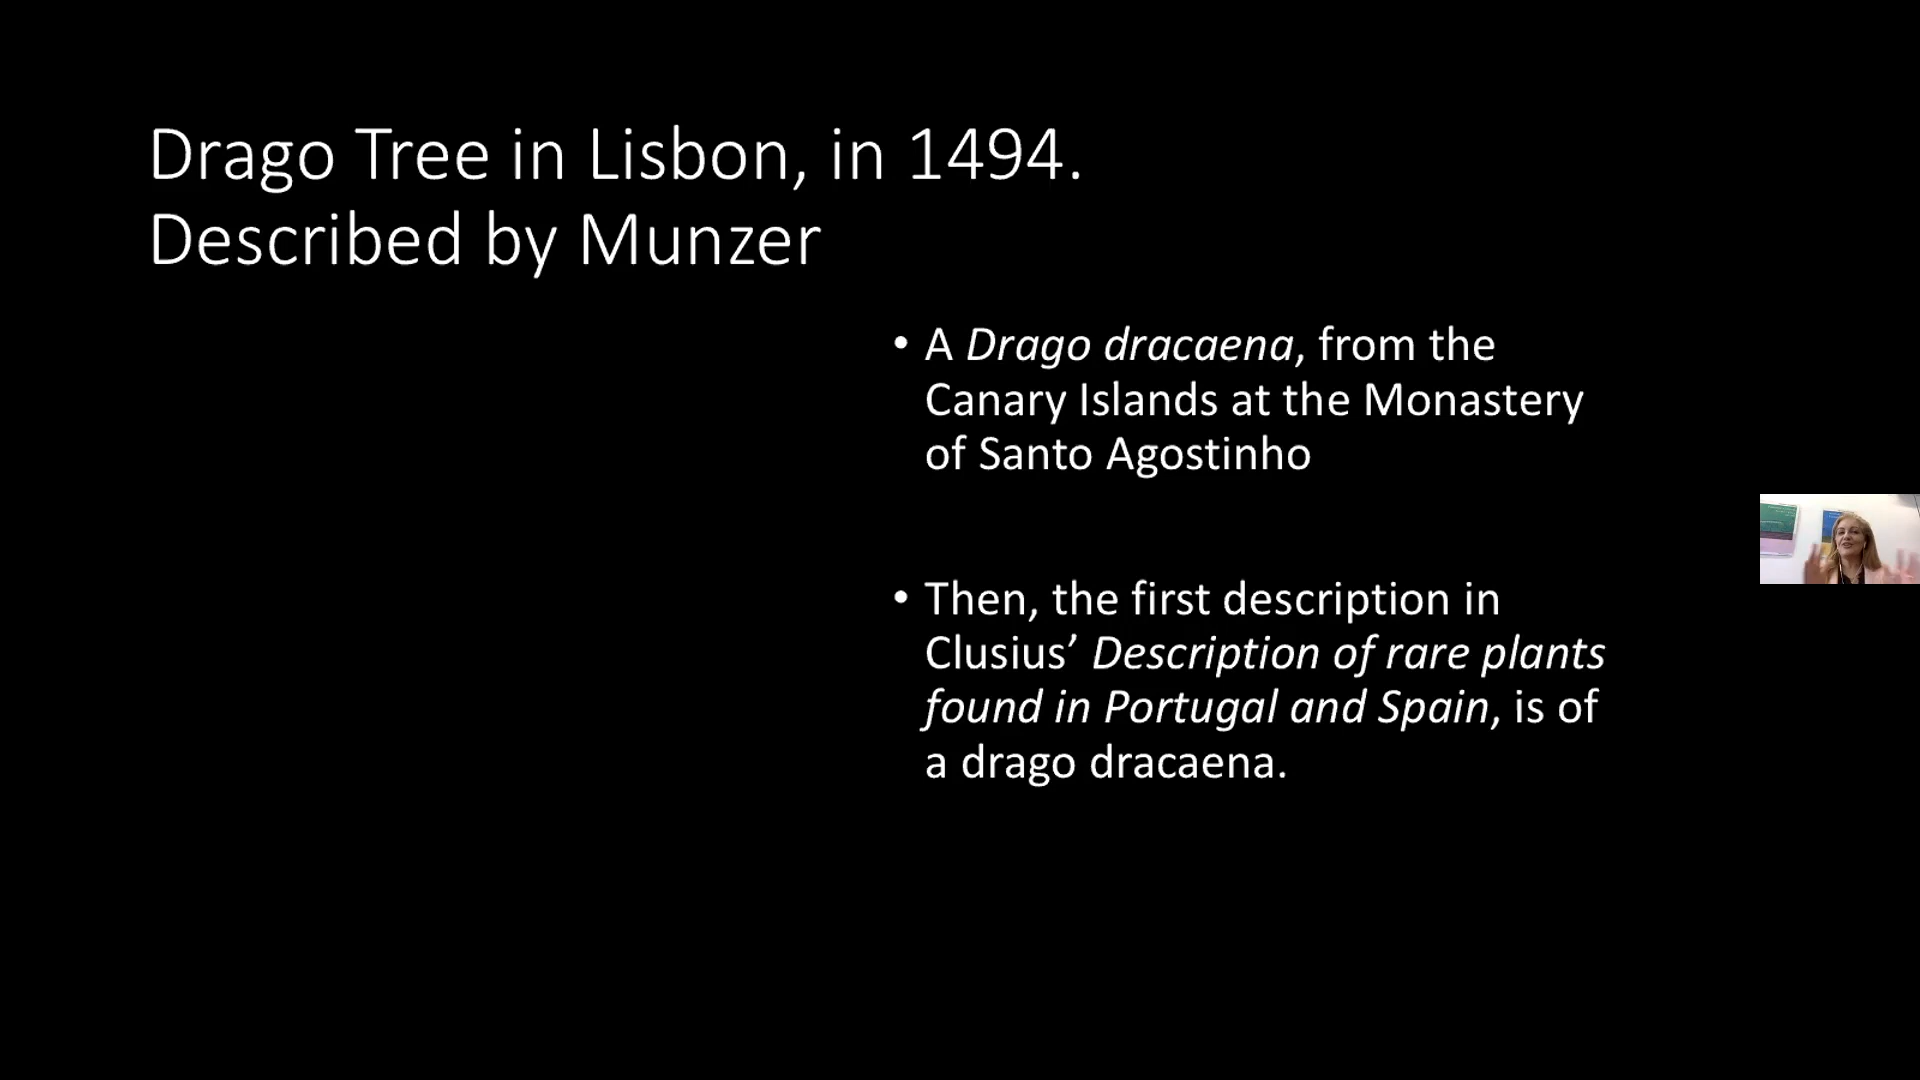 Drago Tree in Lisbon, in 1494.
Described by Munzer
• A Drago dracaena, from the
Canary Islands at the Monastery
of Santo Agostinho
• Then, the first description in
Clusius’ Description of rare plants
found in Portugal and Spain, is of
a drago dracaena.